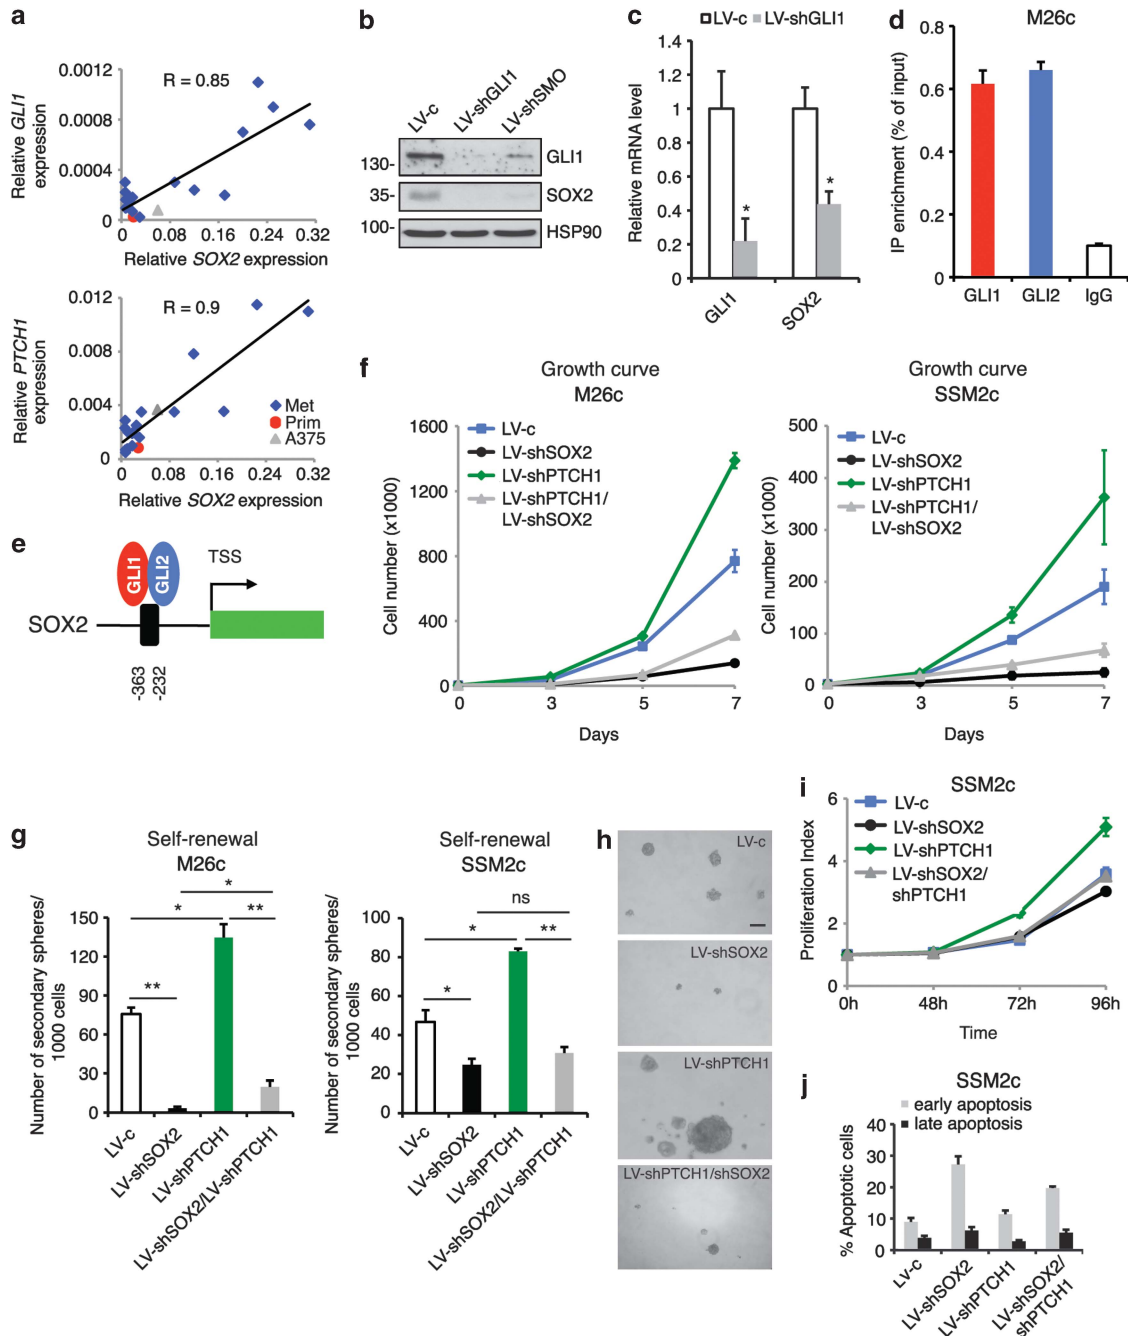 a
R = 0.85
Relative GLI1
expression
0.0012
0.0008
0.0004
0
0 0.08 0.16 0.24 0.32
Relative SOX2 expression
R = 0.9
Relative PTCH1
expression
0.012
0.008
0.004
0
Met
Prim
A375
0 0.08 0.16 0.24 0.32
Relative SOX2 expression
b
LV-c
LV-shGLI1
LV-shSMO
130-
GLI1
35-
SOX2
100-
HSP90
c
LV-c LV-shGLI1
Relative mRNA level
1.4
1.2
1
0.8
0.6
0.4
0.2
0
*
*
GLI1
SOX2
d
M26c
IP enrichment (% of input)
0.8
0.6
0.4
0.2
0
GLI1 GLI2 IgG
e
GLI1
GLI2
TSS
SOX2
-363
-232
f
Growth curve
M26c
Cell number (x1000)
1600
1200
800
400
0
LV-c
LV-shSOX2
LV-shPTCH1
LV-shPTCH1/
LV-shSOX2
0 3 5 7
Days
Growth curve
SSM2c
Cell number (x1000)
500
400
300
200
100
0
LV-c
LV-shSOX2
LV-shPTCH1
LV-shPTCH1/
LV-shSOX2
0 3 5 7
Days
g
Self-renewal
M26c
Number of secondary spheres/
1000 cells
150
120
90
60
30
0
*
*
**
**
LV-c
LV-shSOX2
LV-shPTCH1
LV-shSOX2/LV-shPTCH1
Self-renewal
SSM2c
Number of secondary spheres/
1000 cells
100
80
60
40
20
0
ns
*
**
*
LV-c
LV-shSOX2
LV-shPTCH1
LV-shSOX2/LV-shPTCH1
h
LV-c
LV-shSOX2
LV-shPTCH1
LV-shPTCH1/shSOX2
i
SSM2c
Proliferation Index
6
4
2
0
LV-c
LV-shSOX2
LV-shPTCH1
LV-shSOX2/
shPTCH1
0h 48h 72h 96h
Time
j
SSM2c
early apoptosis
late apoptosis
% Apoptotic cells
40
30
20
10
0
LV-c
LV-shSOX2
LV-shPTCH1
LV-shSOX2/
shPTCH1